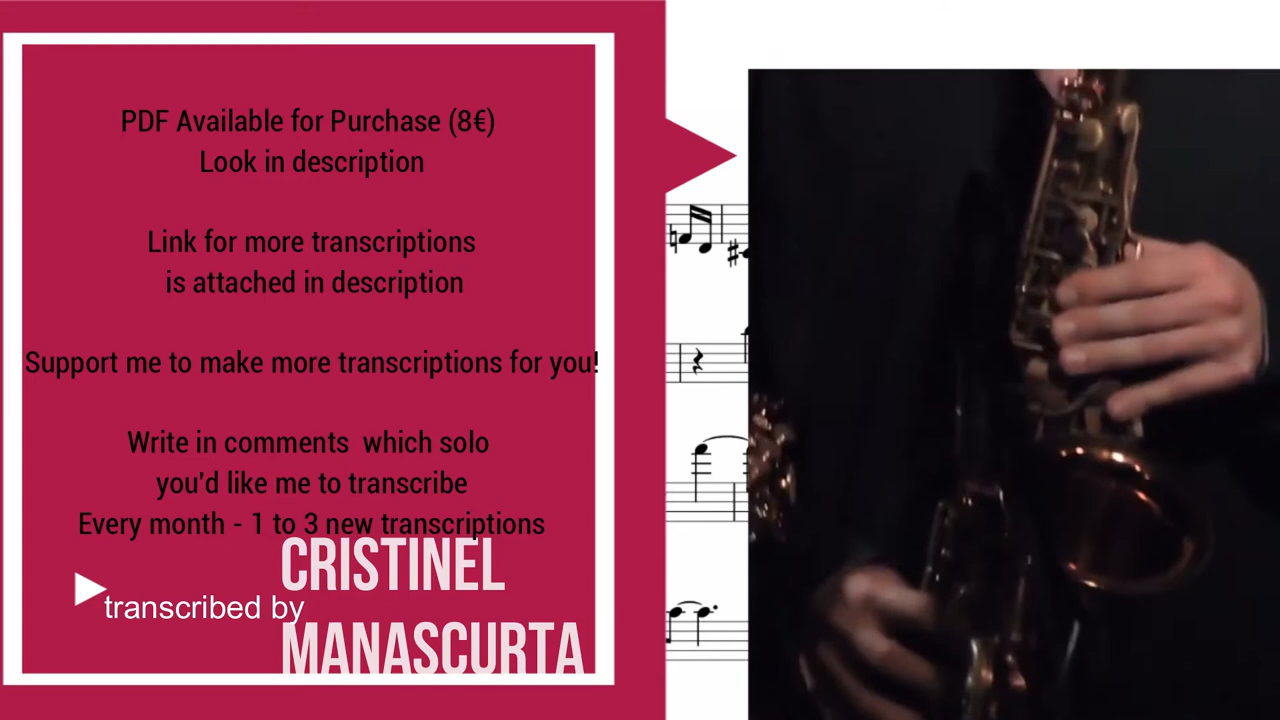 PDF Available for Purchase (8€)
Look in description
Link for more transcriptions
is attached in description
Support me to make more transcriptions for you!
Write in comments  which solo
you'd like me to transcribe
Every month - 1 to 3 new transcriptions
CRISTINEL
transcribed by
MANASCURTA